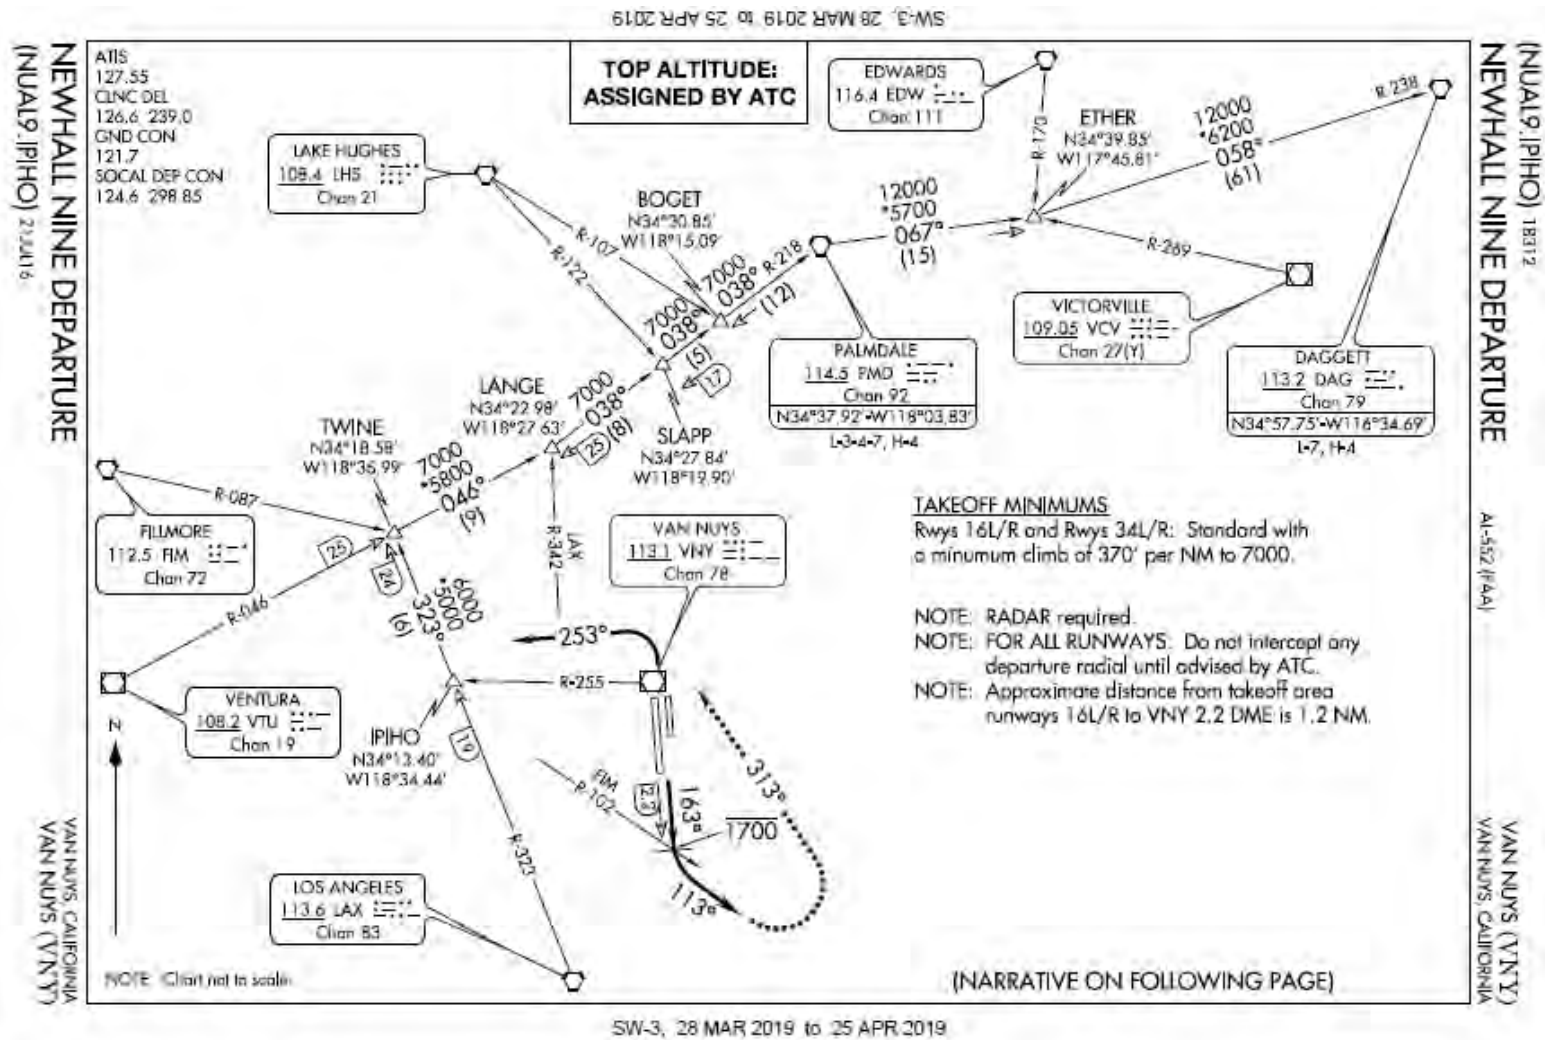 SW-3, 28 MAR 2019 to 25 APR 2019
(NUAL9.IPIHO) 21JUL16
NEWHALL NINE DEPARTURE
VAN NUYS, CALIFORNIA
VAN NUYS (VNY)
ATIS
127.55
CLNC DEL
126.6 239.0
GND CON
121.7
SOCAL DEP CON
124.6 298.85
TOP ALTITUDE:
ASSIGNED BY ATC
EDWARDS
116.4 EDW
Chan 111
R-170
ETHER
N34°39.85'
W117°45.81'
12000
*6200
058°
(61)
R-238
LAKE HUGHES
108.4 LHS
Chan 21
R-107
R-122
BOGET
N34°30.85'
W118°15.09'
7000
038°
(12)
R-218
12000
*5700
067°
(15)
R-269
VICTORVILLE
109.05 VCV
Chan 27(Y)
PALMDALE
114.5 PMD
Chan 92
N34°37.92'-W118°03.83'
L-3-4-7, H-4
DAGGETT
113.2 DAG
Chan 79
N34°57.75'-W116°34.69'
L-7, H-4
7000
038°
(5)
17
LANGE
N34°22.98'
W118°27.63'
7000
038°
(8)
25
SLAPP
N34°27.84'
W118°19.90'
TWINE
N34°18.58'
W118°35.99'
7000
*5800
046°
(9)
R-087
FILLMORE
112.5 FIM
Chan 72
25
24
R-046
6000
*5000
323°
(6)
LAX
R-342
VAN NUYS
113.1 VNY
Chan 78
253°
R-255
VENTURA
108.2 VTU
Chan 19
N
IPIHO
N34°13.40'
W118°34.44'
19
R-323
FIM
R-102
2.2
163°
1700
113°
313°
LOS ANGELES
113.6 LAX
Chan 83
NOTE: Chart not to scale.
TAKEOFF MINIMUMS
Rwys 16L/R and Rwys 34L/R: Standard with
a minumum climb of 370' per NM to 7000.
NOTE: RADAR required.
NOTE: FOR ALL RUNWAYS: Do not intercept any
departure radial until advised by ATC.
NOTE: Approximate distance from takeoff area
runways 16L/R to VNY 2.2 DME is 1.2 NM.
(NARRATIVE ON FOLLOWING PAGE)
(NUAL9.IPIHO) 18312
NEWHALL NINE DEPARTURE
AL-552 (FAA)
VAN NUYS (VNY)
VAN NUYS, CALIFORNIA
SW-3, 28 MAR 2019 to 25 APR 2019